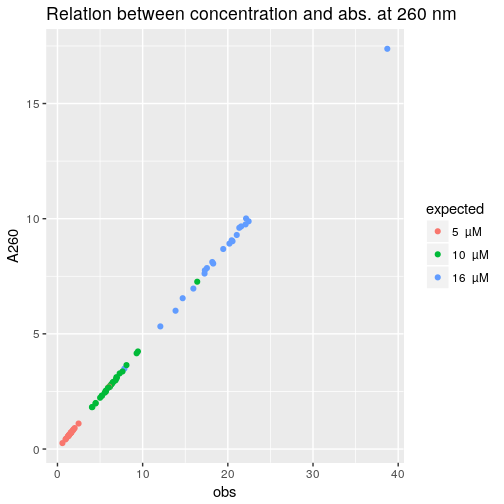 Relation between concentration and abs. at 260 nm
A260
15
10
5
0
0 10 20 30 40
obs
expected
5 µM
10 µM
16 µM